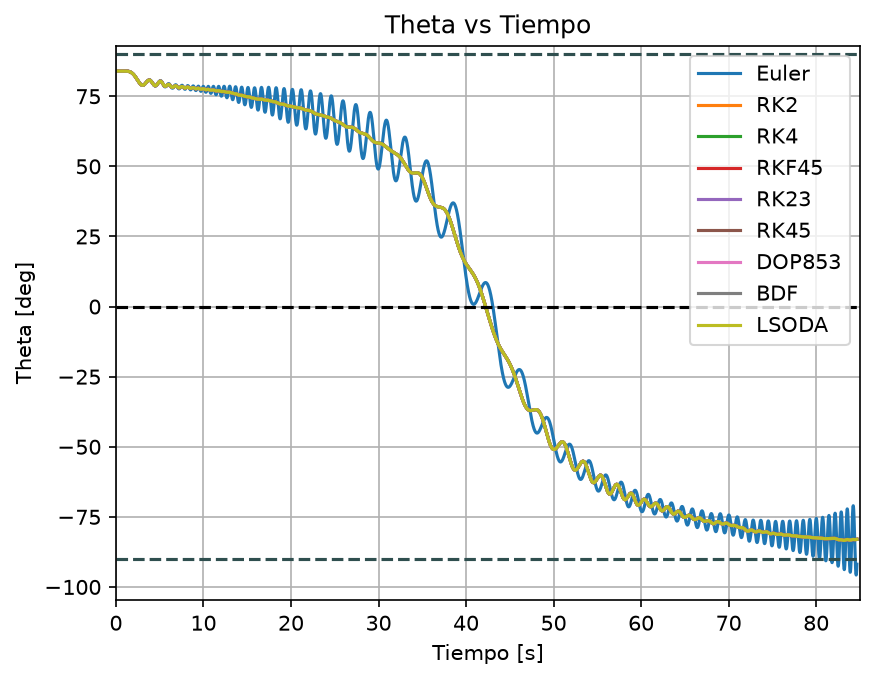 Theta vs Tiempo
Theta [deg]
75
50
25
0
−25
−50
−75
−100
0 10 20 30 40 50 60 70 80
Tiempo [s]
Euler
RK2
RK4
RKF45
RK23
RK45
DOP853
BDF
LSODA